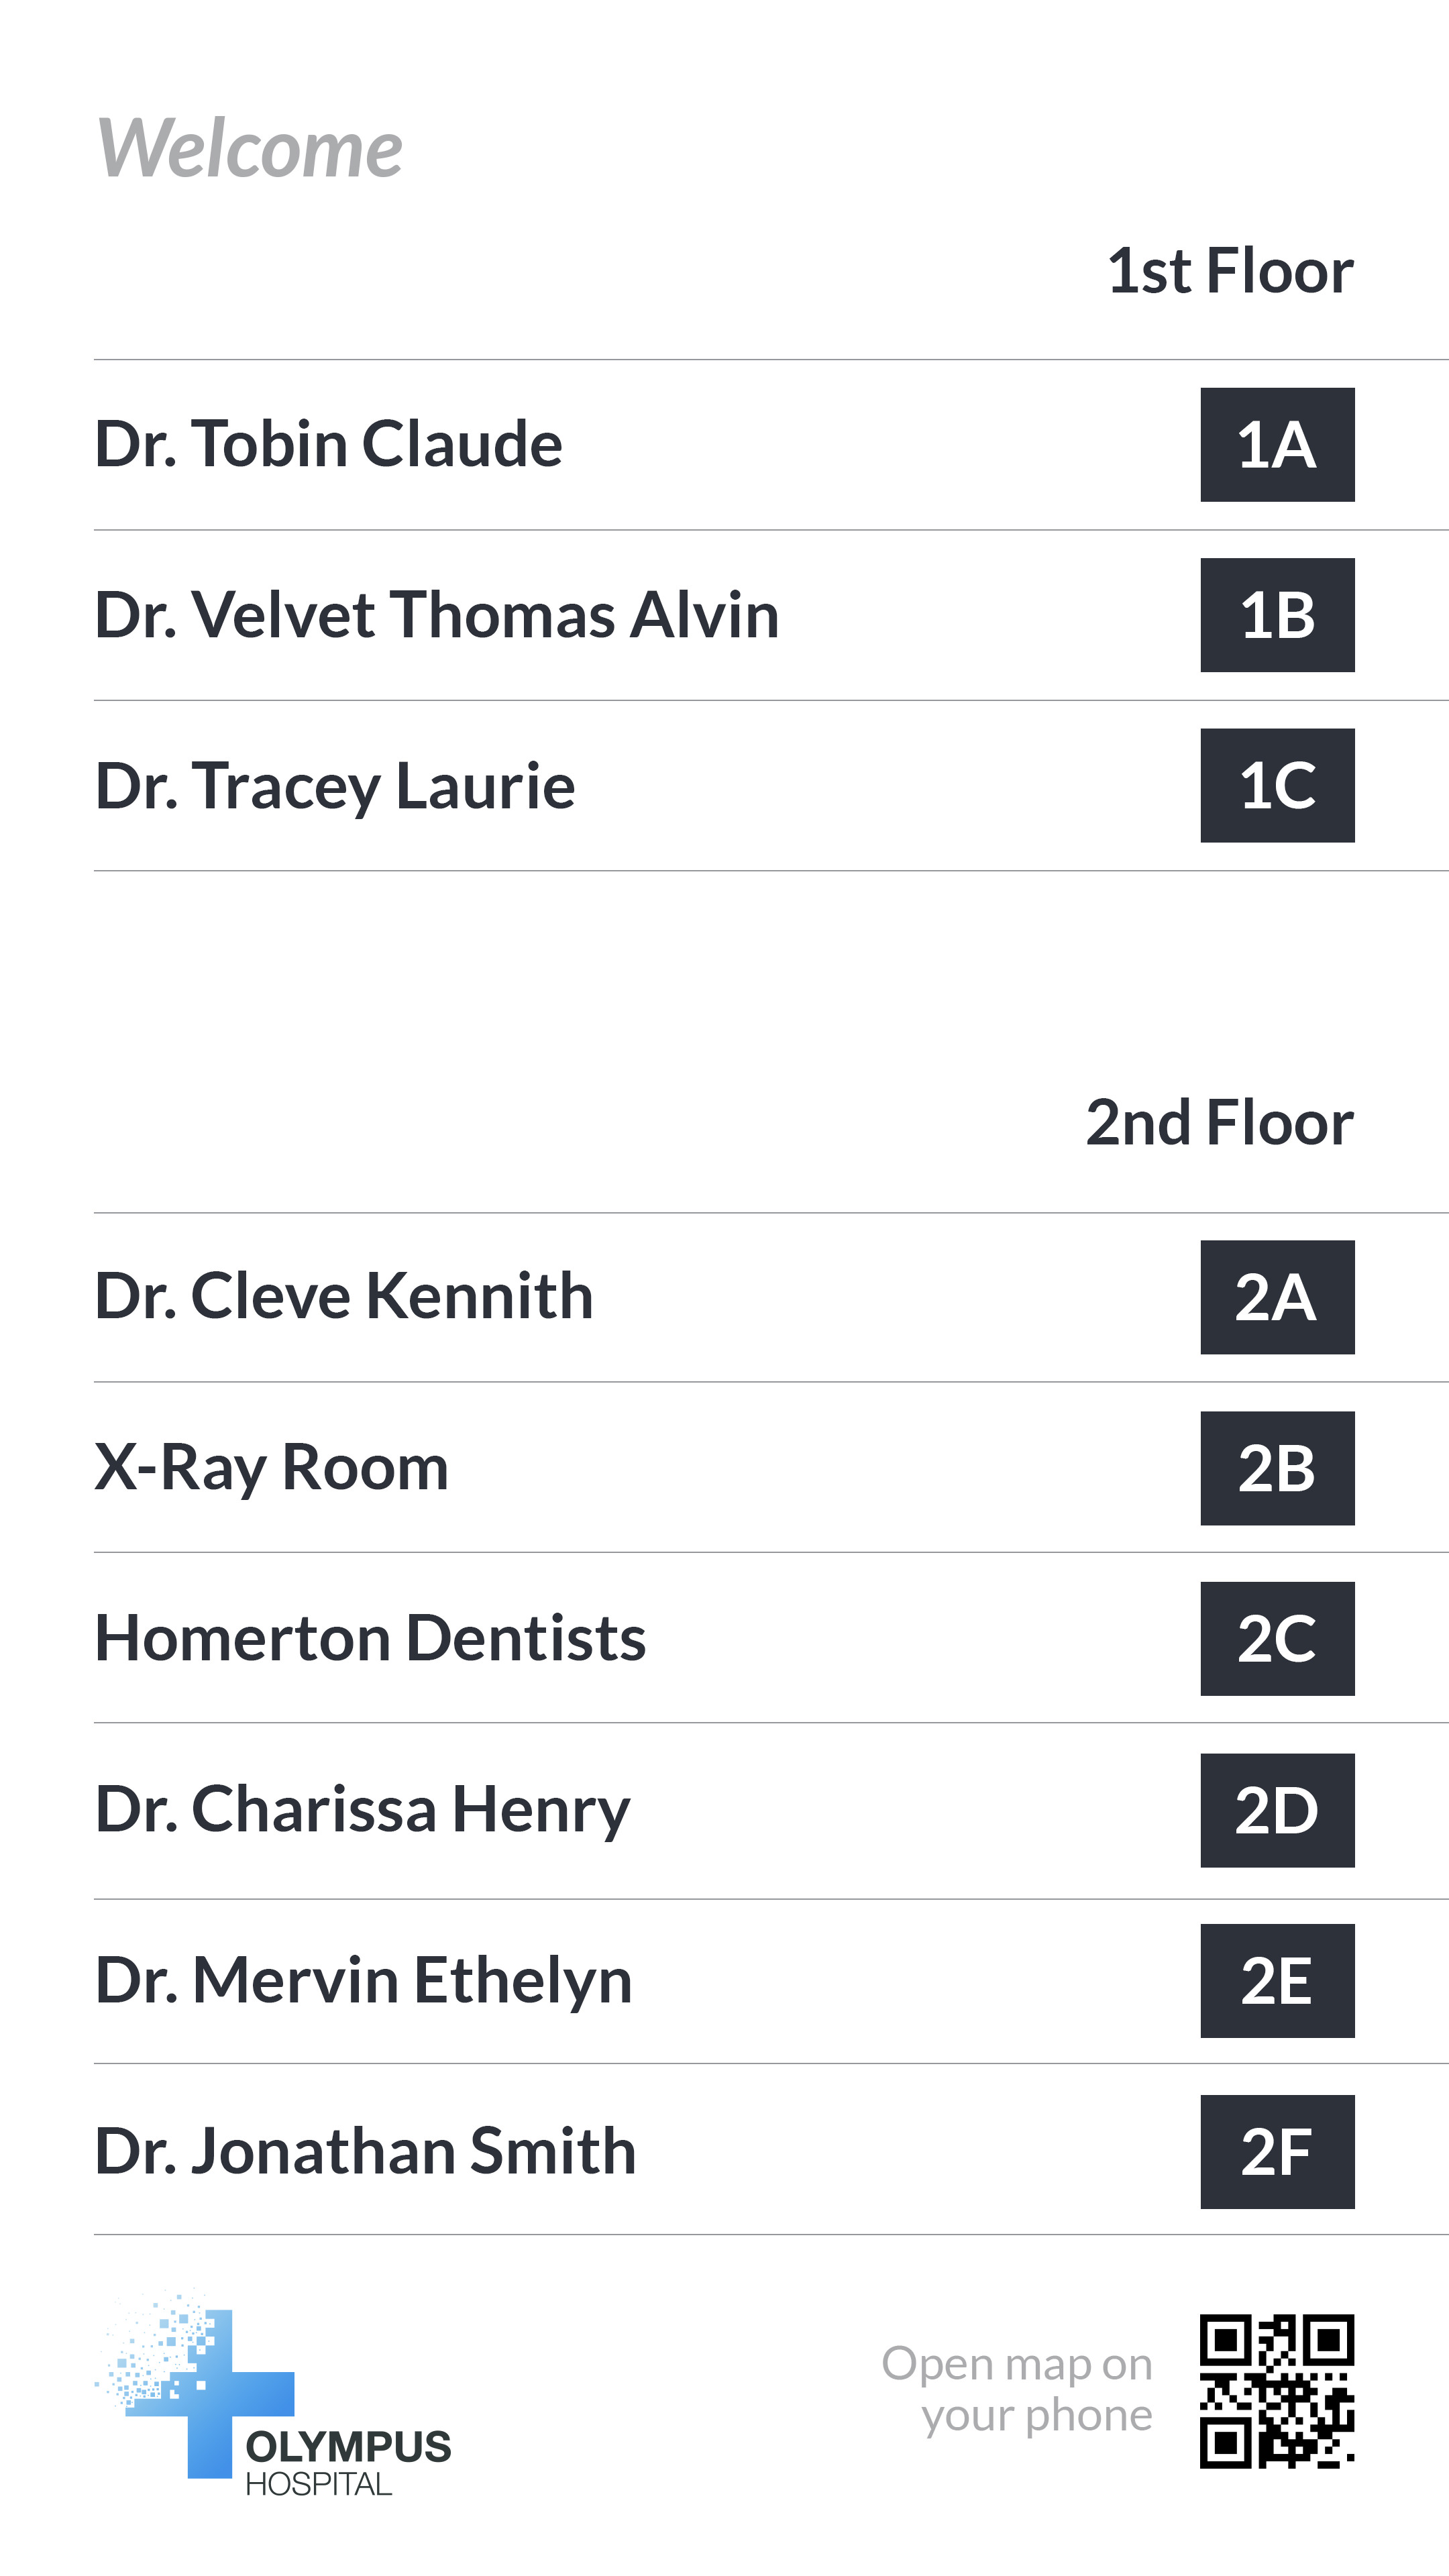 Welcome
1st Floor
Dr. Tobin Claude 1A
Dr. Velvet Thomas Alvin 1B
Dr. Tracey Laurie 1C
2nd Floor
Dr. Cleve Kennith 2A
X-Ray Room 2B
Homerton Dentists 2C
Dr. Charissa Henry 2D
Dr. Mervin Ethelyn 2E
Dr. Jonathan Smith 2F
OLYMPUS
HOSPITAL
Open map on
your phone